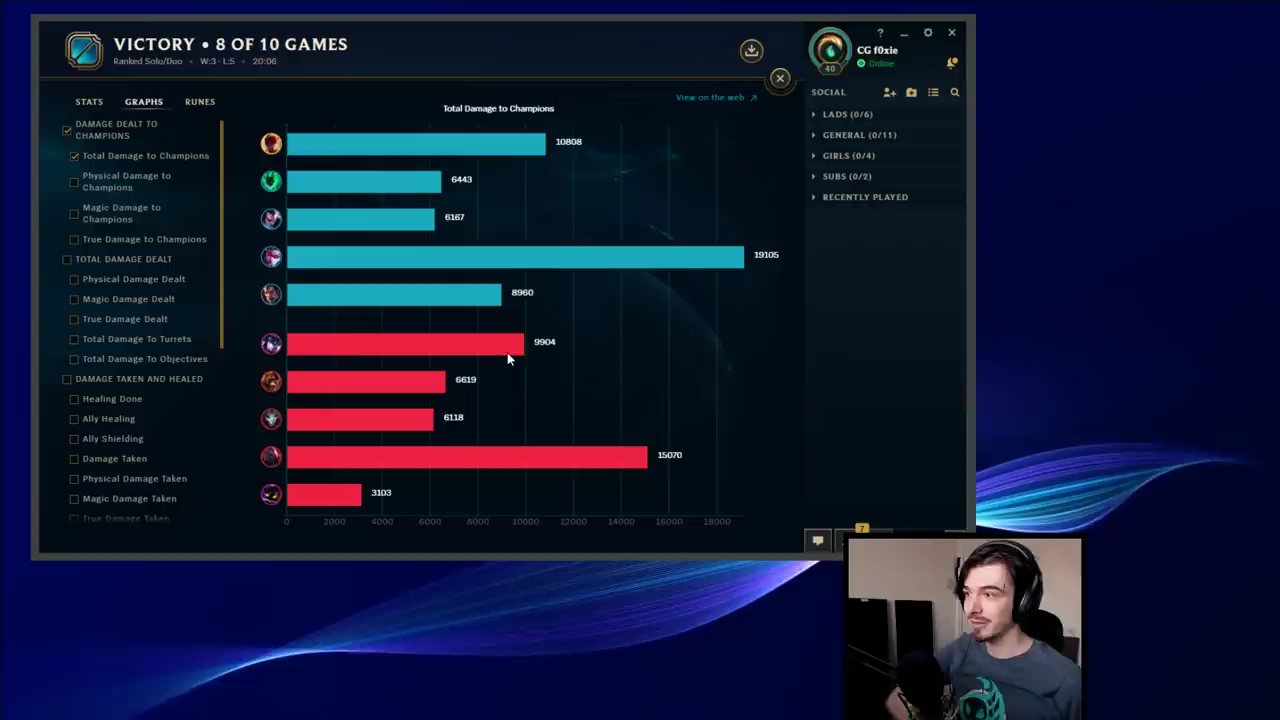 VICTORY • 8 OF 10 GAMES
Ranked Solo/Duo • W:3 - L:5 • 20:06
STATS
GRAPHS
RUNES
View on the web
Total Damage to Champions
DAMAGE DEALT TO
CHAMPIONS
Total Damage to Champions
Physical Damage to
Champions
Magic Damage to
Champions
True Damage to Champions
TOTAL DAMAGE DEALT
Physical Damage Dealt
Magic Damage Dealt
True Damage Dealt
Total Damage To Turrets
Total Damage To Objectives
DAMAGE TAKEN AND HEALED
Healing Done
Ally Healing
Ally Shielding
Damage Taken
Physical Damage Taken
Magic Damage Taken
True Damage Taken
10808
6443
6167
19105
8960
9904
6619
6118
15070
3103
0 2000 4000 6000 8000 10000 12000 14000 16000 18000
?
CG f0xie
Online
40
SOCIAL
LADS (0/6)
GENERAL (0/11)
GIRLS (0/4)
SUBS (0/2)
RECENTLY PLAYED
7